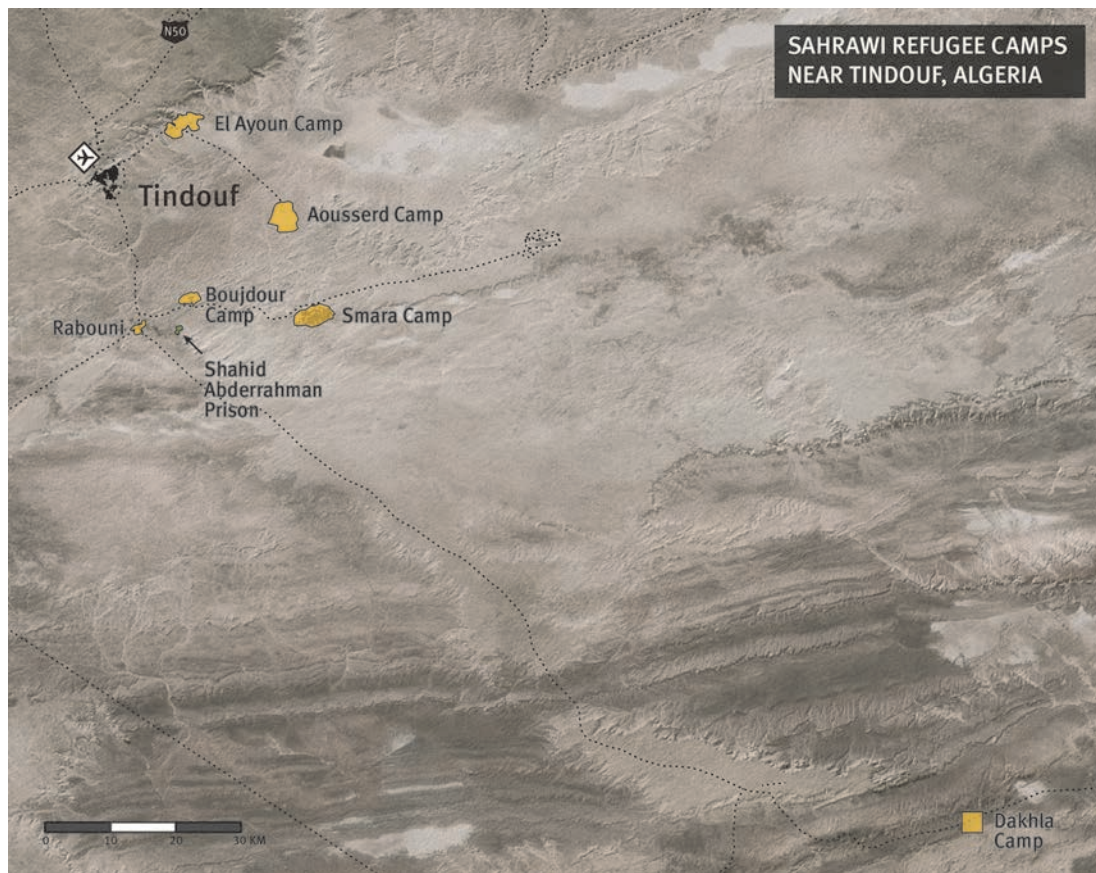 N50
SAHRAWI REFUGEE CAMPS
NEAR TINDOUF, ALGERIA
El Ayoun Camp
Tindouf
Aousserd Camp
Boujdour
Camp
Rabouni
Smara Camp
Shahid
Abderrahman
Prison
0 10 20 30 KM
Dakhla
Camp